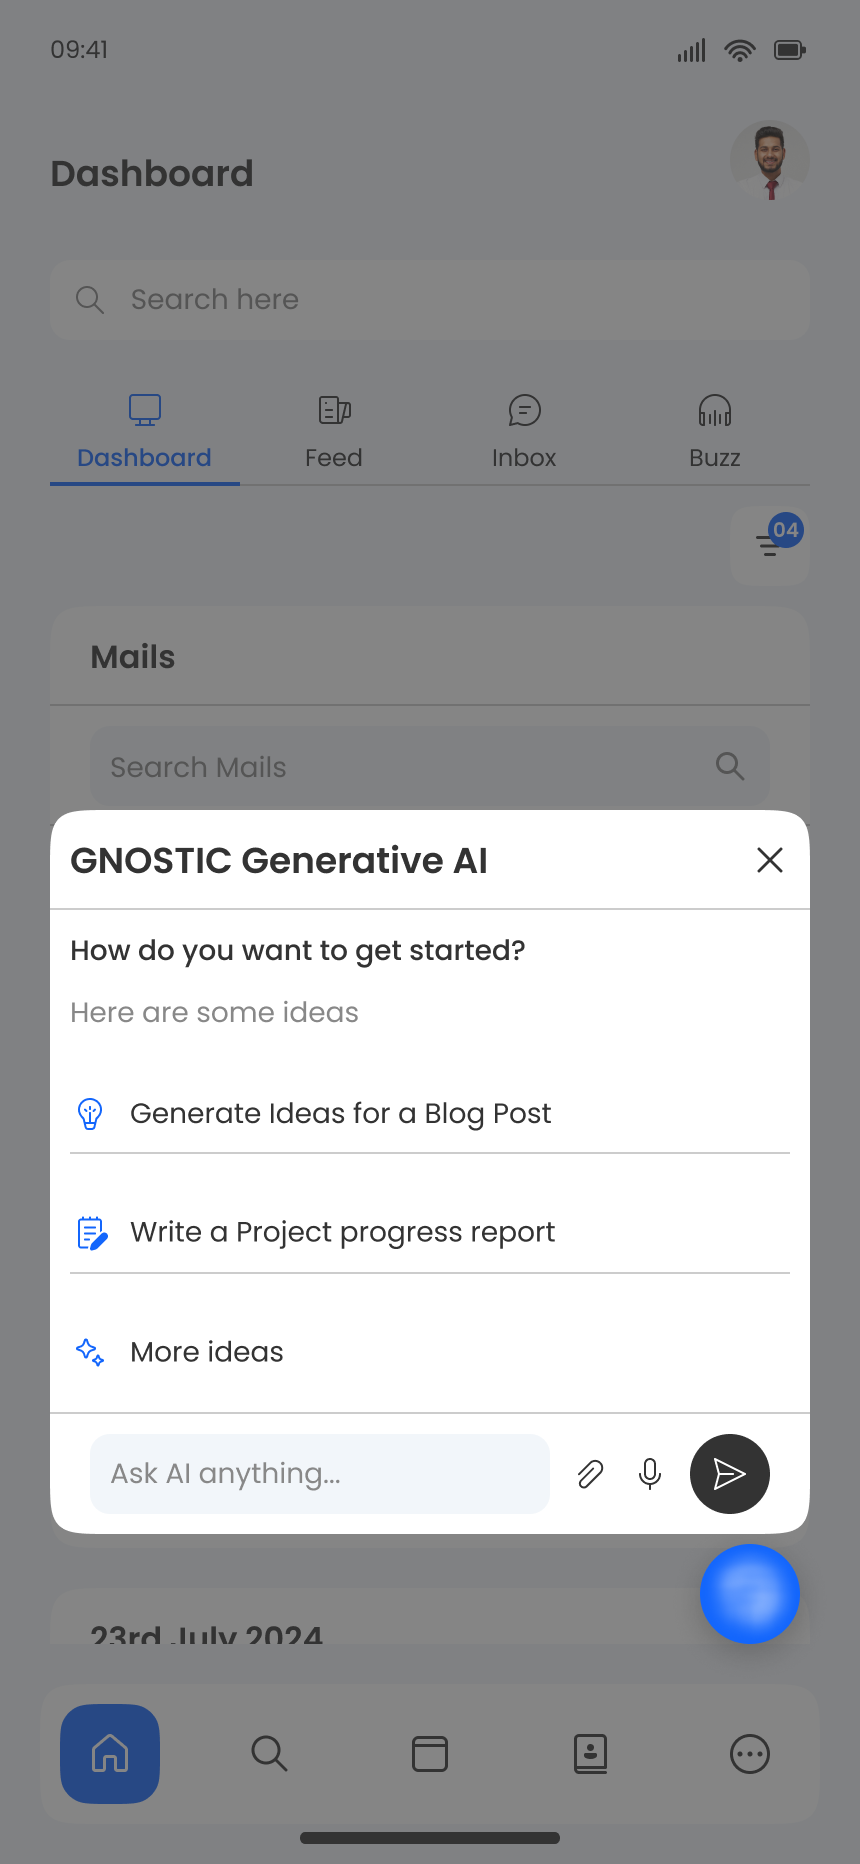 09:41
Dashboard
Search here
Dashboard
Feed
Inbox
Buzz
04
Mails
Search Mails
GNOSTIC Generative AI
How do you want to get started?
Here are some ideas
Generate Ideas for a Blog Post
Write a Project progress report
More ideas
Ask AI anything...
23rd July 2024